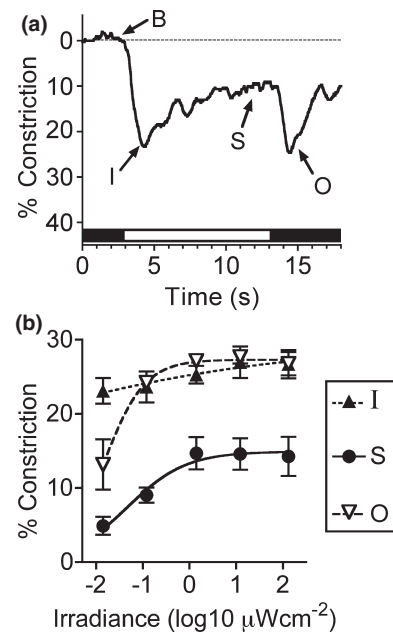 (a)
B
0
10
20
30
40
% Constriction
I
S
O
0
5
10
15
Time (s)
(b)
30
20
10
0
% Constriction
-2
-1
0
1
2
Irradiance (log10 μWcm-2)
I
S
O